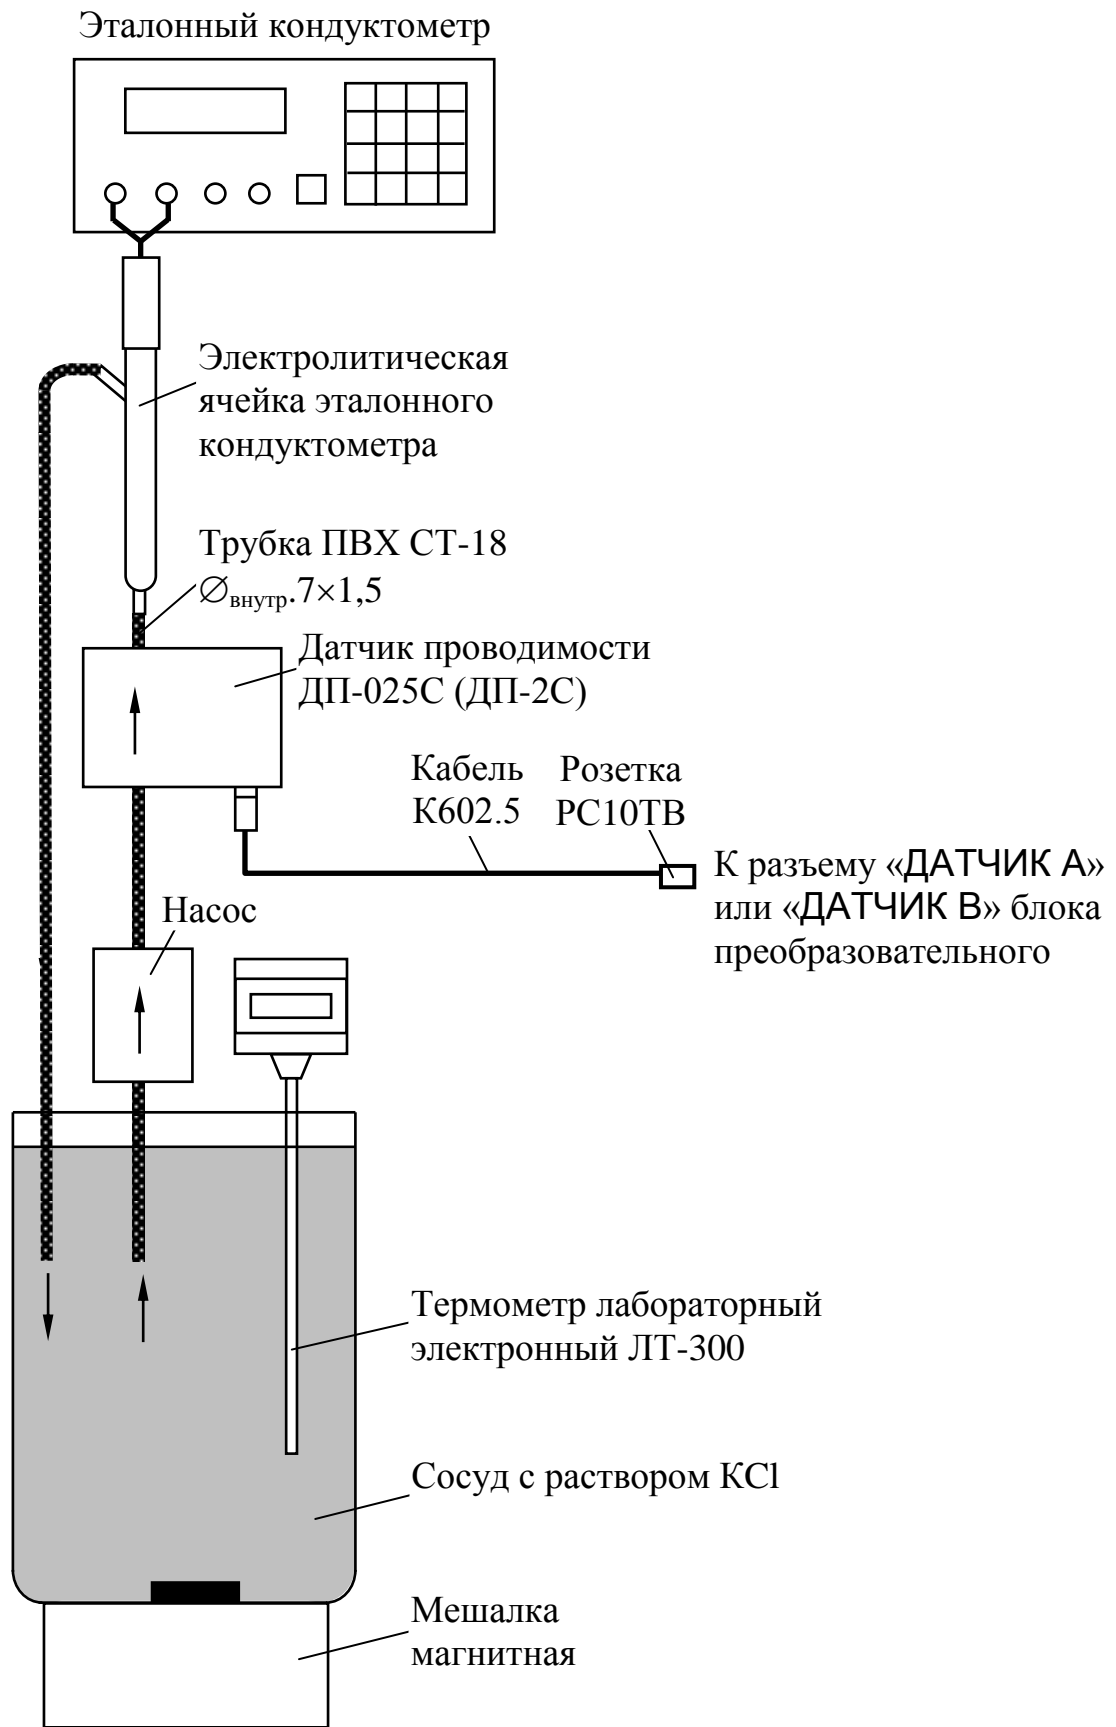 Эталонный кондуктометр
Электролитическая
ячейка эталонного
кондуктометра
Трубка ПВХ СТ-18
∅внутр.7×1,5
Датчик проводимости
ДП-025С (ДП-2С)
Кабель
К602.5
Розетка
РС10ТВ
К разъему «ДАТЧИК А»
или «ДАТЧИК В» блока
преобразовательного
Насос
Термометр лабораторный
электронный ЛТ-300
Сосуд с раствором KCl
Мешалка
магнитная